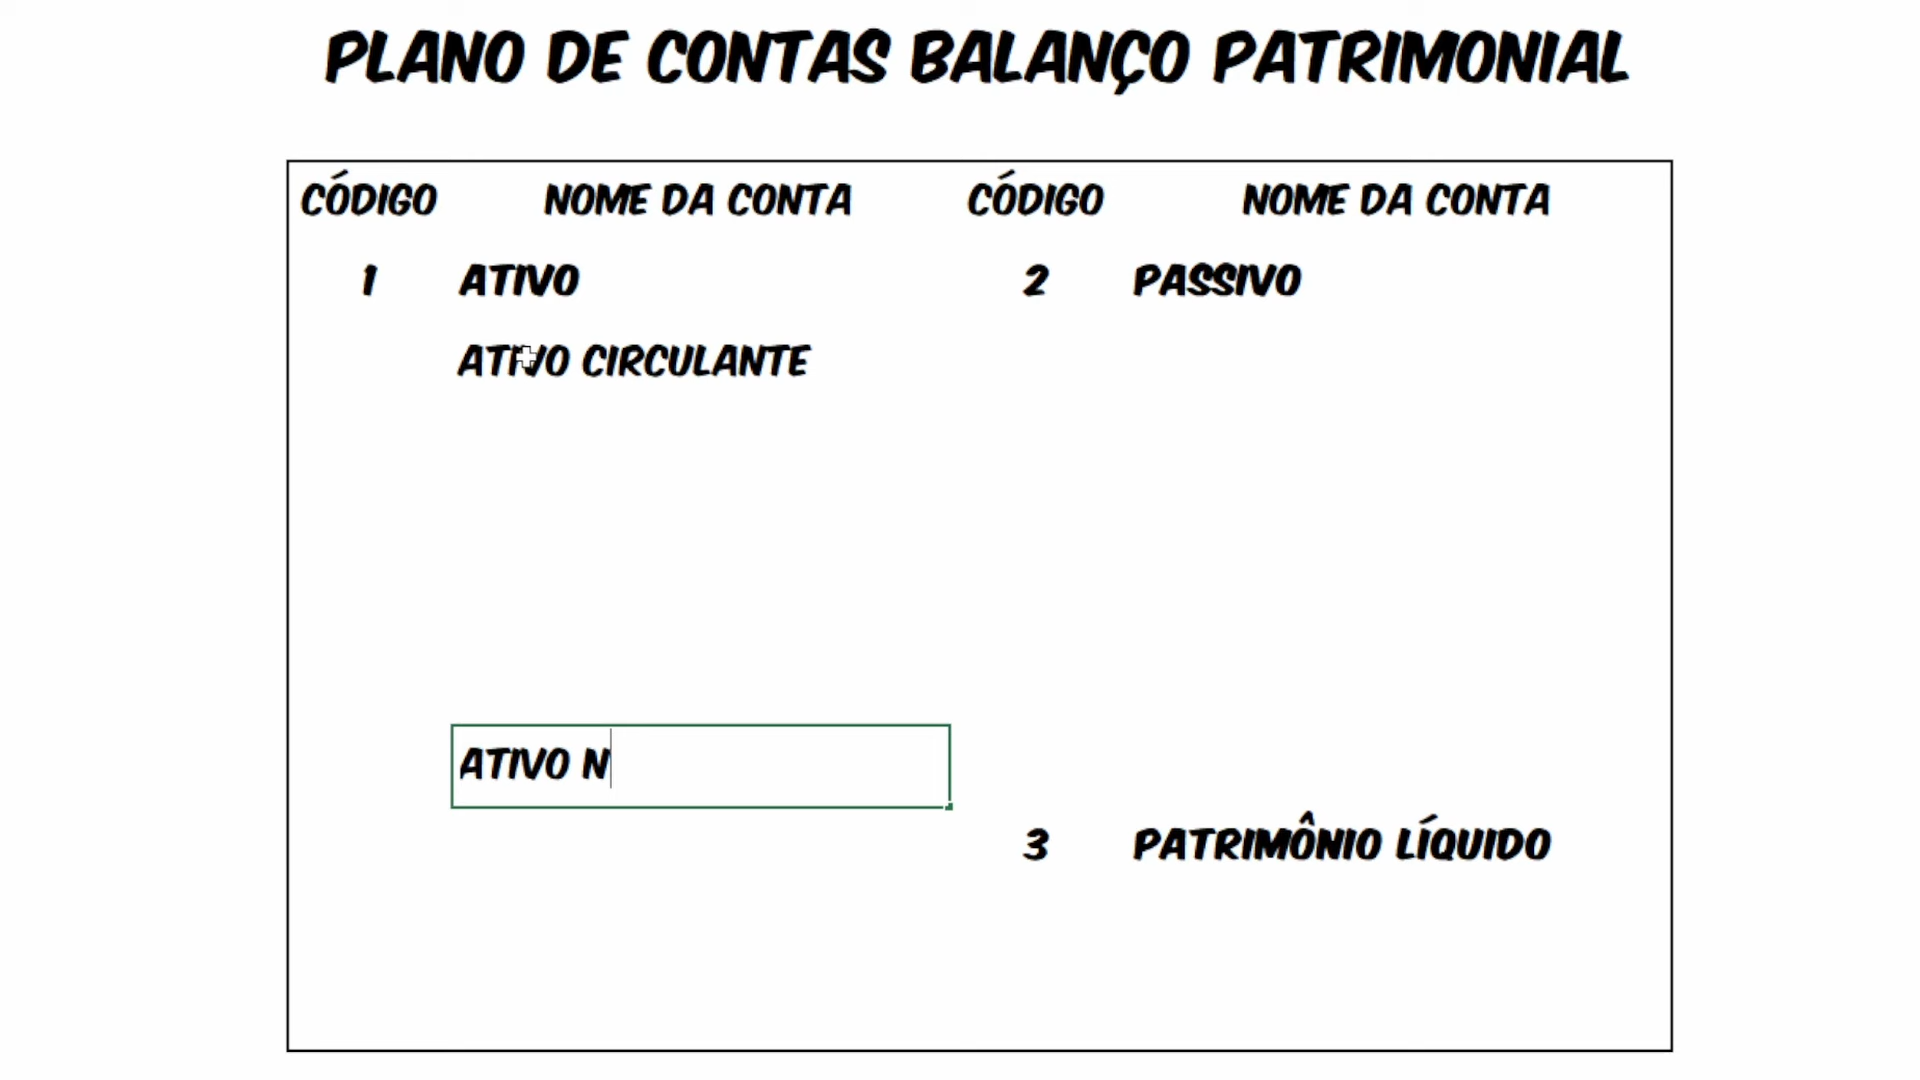 PLANO DE CONTAS BALANÇO PATRIMONIAL
CÓDIGO NOME DA CONTA CÓDIGO NOME DA CONTA
1 ATIVO 2 PASSIVO
ATIVO CIRCULANTE
ATIVO N
3 PATRIMÔNIO LÍQUIDO